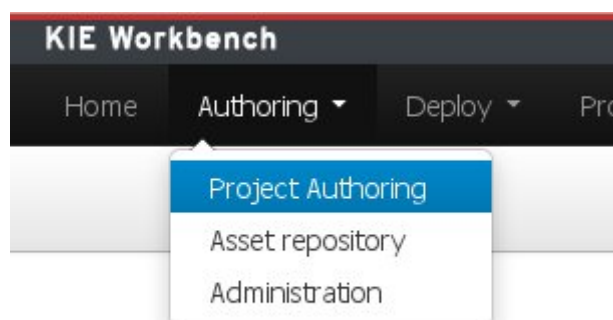 KIE Workbench
Home Authoring Deploy
Project Authoring
Asset repository
Administration